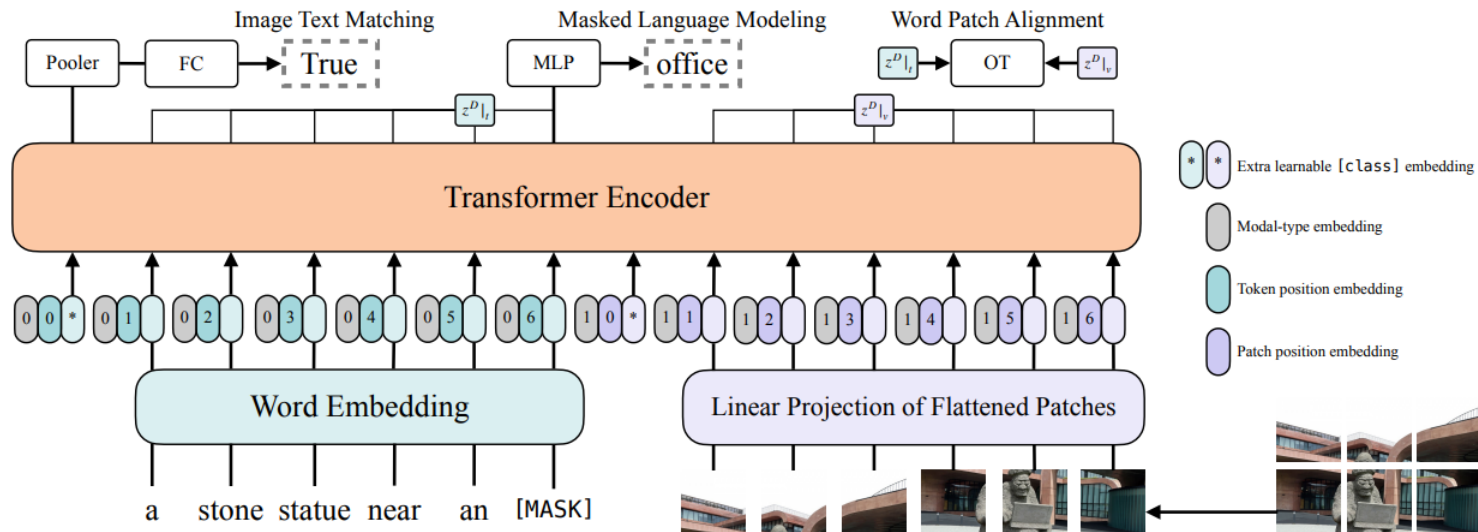 Image Text Matching
Masked Language Modeling
Word Patch Alignment
Pooler
FC
True
MLP
office
z^D|_t
OT
z^D|_v
z^D|_t
z^D|_v
Transformer Encoder
* * Extra learnable [class] embedding
Modal-type embedding
Token position embedding
Patch position embedding
0 0 * 0 1 0 2 0 3 0 4 0 5 0 6 1 0 * 1 1 1 2 1 3 1 4 1 5 1 6
Word Embedding
Linear Projection of Flattened Patches
a stone statue near an [MASK]